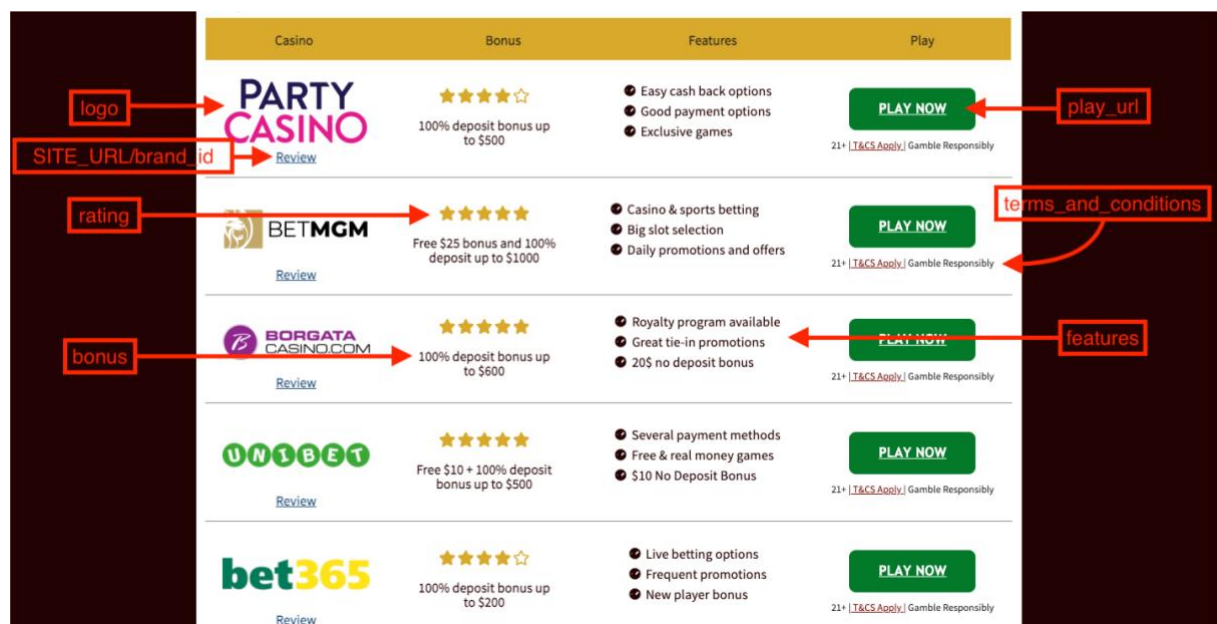 Casino Bonus Features Play
logo
PARTY
CASINO
SITE_URL/brand_id
Review
100% deposit bonus up
to $500
Easy cash back options
Good payment options
Exclusive games
PLAY NOW
play_url
21+ | T&CS Apply | Gamble Responsibly
rating
BETMGM
Review
Free $25 bonus and 100%
deposit up to $1000
Casino & sports betting
Big slot selection
Daily promotions and offers
PLAY NOW
terms_and_conditions
21+ | T&CS Apply | Gamble Responsibly
bonus
B BORGATA
CASINO.COM
Review
100% deposit bonus up
to $600
Royalty program available
Great tie-in promotions
20$ no deposit bonus
features
PLAY NOW
21+ | T&CS Apply | Gamble Responsibly
UNIBET
Review
Free $10 + 100% deposit
bonus up to $500
Several payment methods
Free & real money games
$10 No Deposit Bonus
PLAY NOW
21+ | T&CS Apply | Gamble Responsibly
bet365
Review
100% deposit bonus up
to $200
Live betting options
Frequent promotions
New player bonus
PLAY NOW
21+ | T&CS Apply | Gamble Responsibly